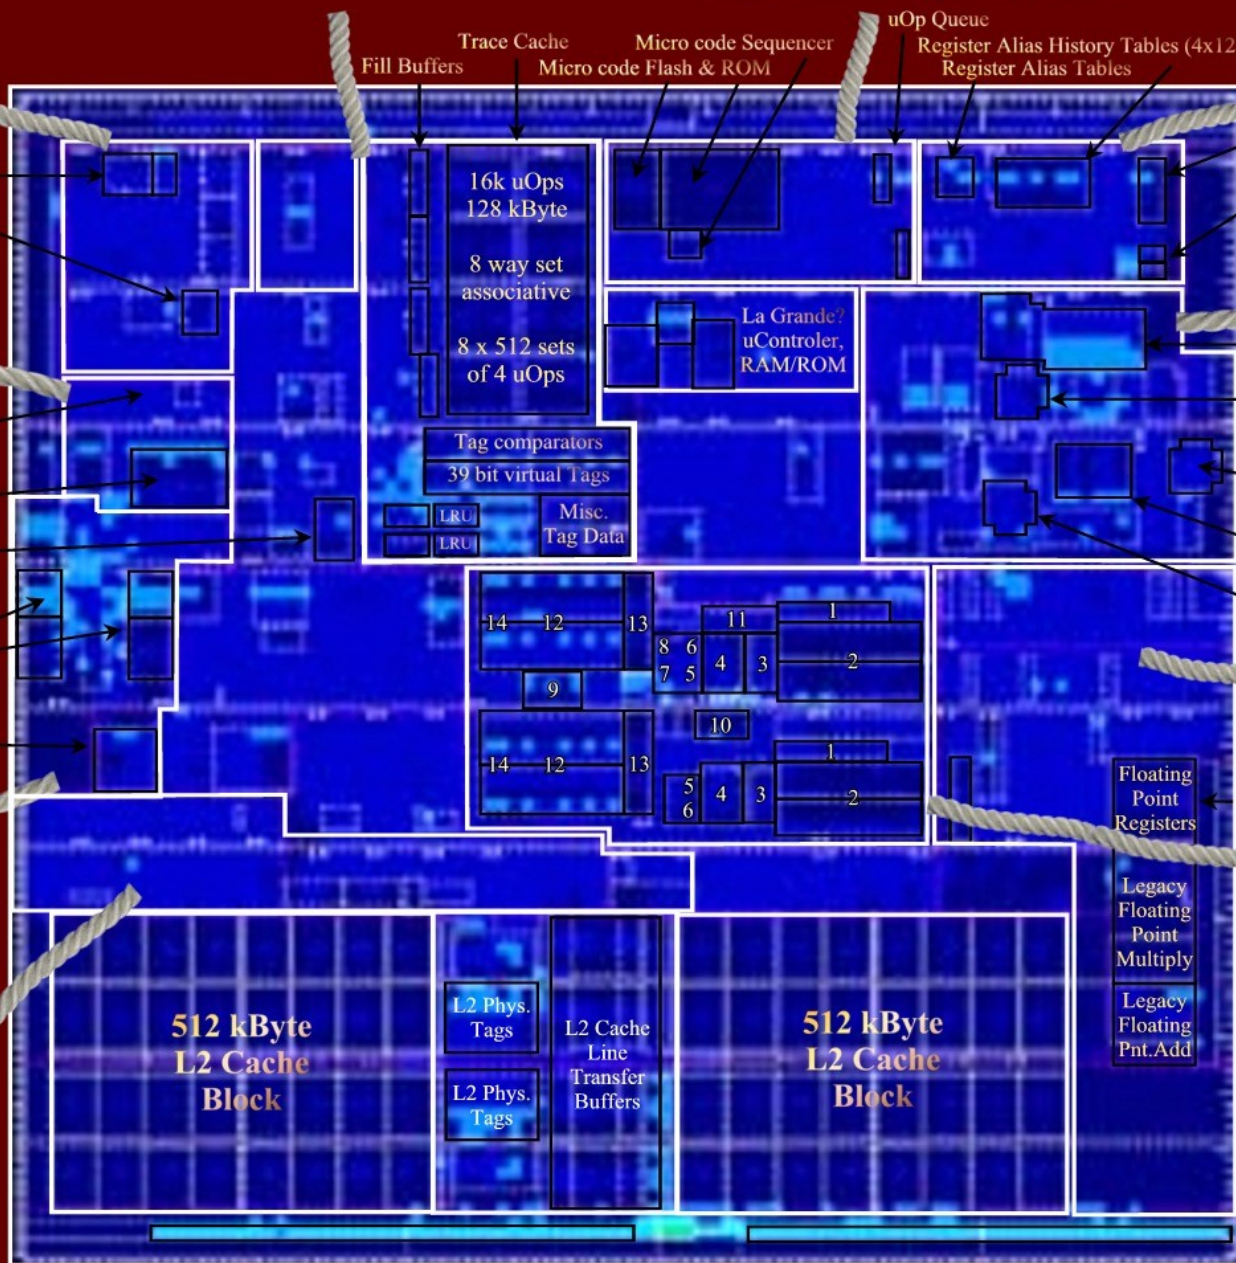 uOp Queue
Trace Cache
Micro code Sequencer
Register Alias History Tables (4x12
Fill Buffers
Micro code Flash & ROM
Register Alias Tables
16k uOps
128 kByte
8 way set
associative
8 x 512 sets
of 4 uOps
La Grande?
uControler,
RAM/ROM
Tag comparators
39 bit virtual Tags
LRU
LRU
Misc.
Tag Data
14
12
13
11
1
8
6
7
5
4
3
2
9
10
14
12
13
5
6
4
3
1
2
Floating
Point
Registers
Legacy
Floating
Point
Multiply
Legacy
Floating
Pnt.Add
512 kByte
L2 Cache
Block
L2 Phys.
Tags
L2 Phys.
Tags
L2 Cache
Line
Transfer
Buffers
512 kByte
L2 Cache
Block